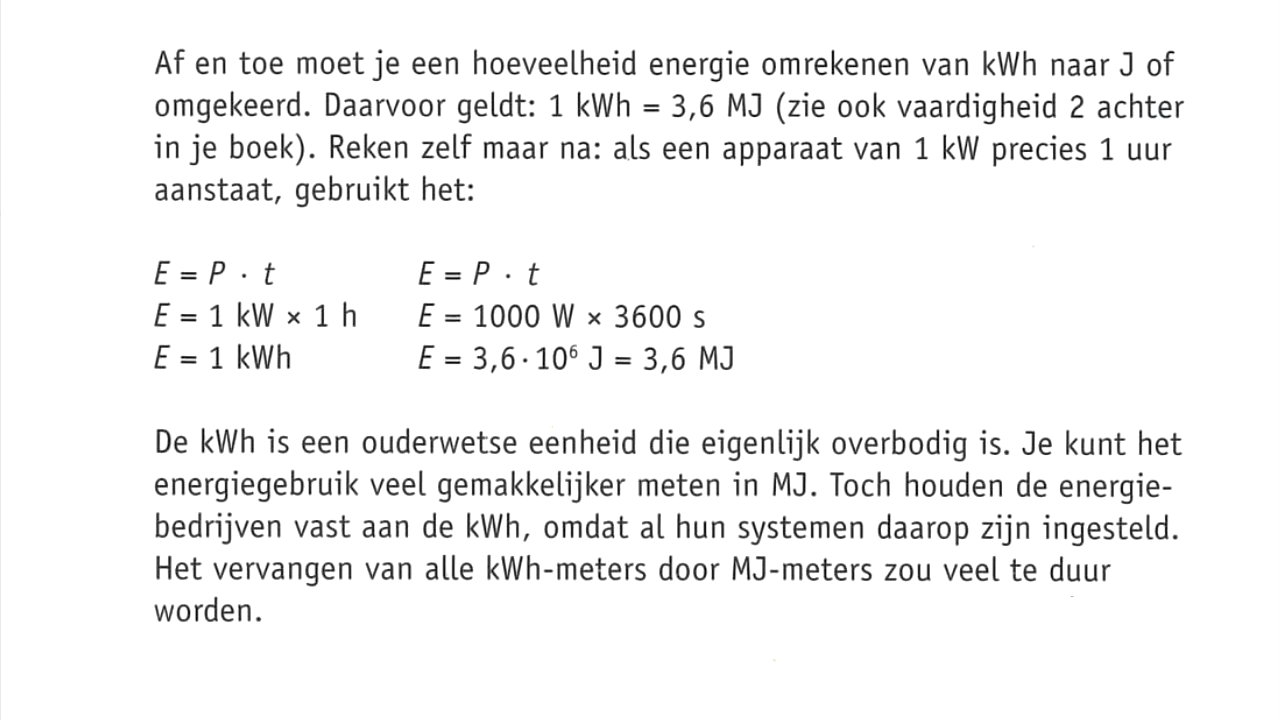 Af en toe moet je een hoeveelheid energie omrekenen van kWh naar J of
omgekeerd. Daarvoor geldt: 1 kWh = 3,6 MJ (zie ook vaardigheid 2 achter
in je boek). Reken zelf maar na: als een apparaat van 1 kW precies 1 uur
aanstaat, gebruikt het:
E = P · t E = P · t
E = 1 kW × 1 h E = 1000 W × 3600 s
E = 1 kWh E = 3,6 · 10⁶ J = 3,6 MJ
De kWh is een ouderwetse eenheid die eigenlijk overbodig is. Je kunt het
energiegebruik veel gemakkelijker meten in MJ. Toch houden de energie-
bedrijven vast aan de kWh, omdat al hun systemen daarop zijn ingesteld.
Het vervangen van alle kWh-meters door MJ-meters zou veel te duur
worden.